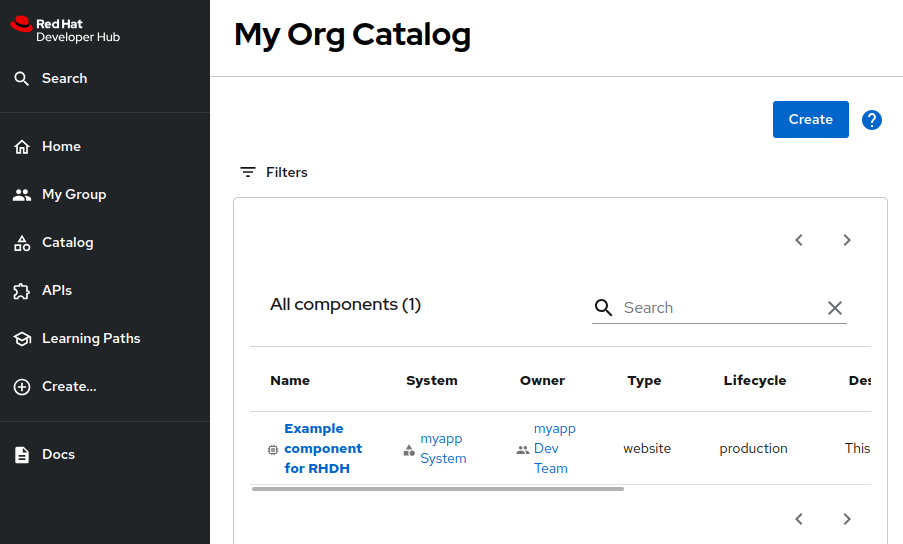 Red Hat
Developer Hub
Search
Home
My Group
Catalog
APIs
Learning Paths
Create...
Docs
My Org Catalog
Create
Filters
All components (1)
Search
Name System Owner Type Lifecycle Des
Example component for RHDH
myapp System
myapp Dev Team
website
production
This